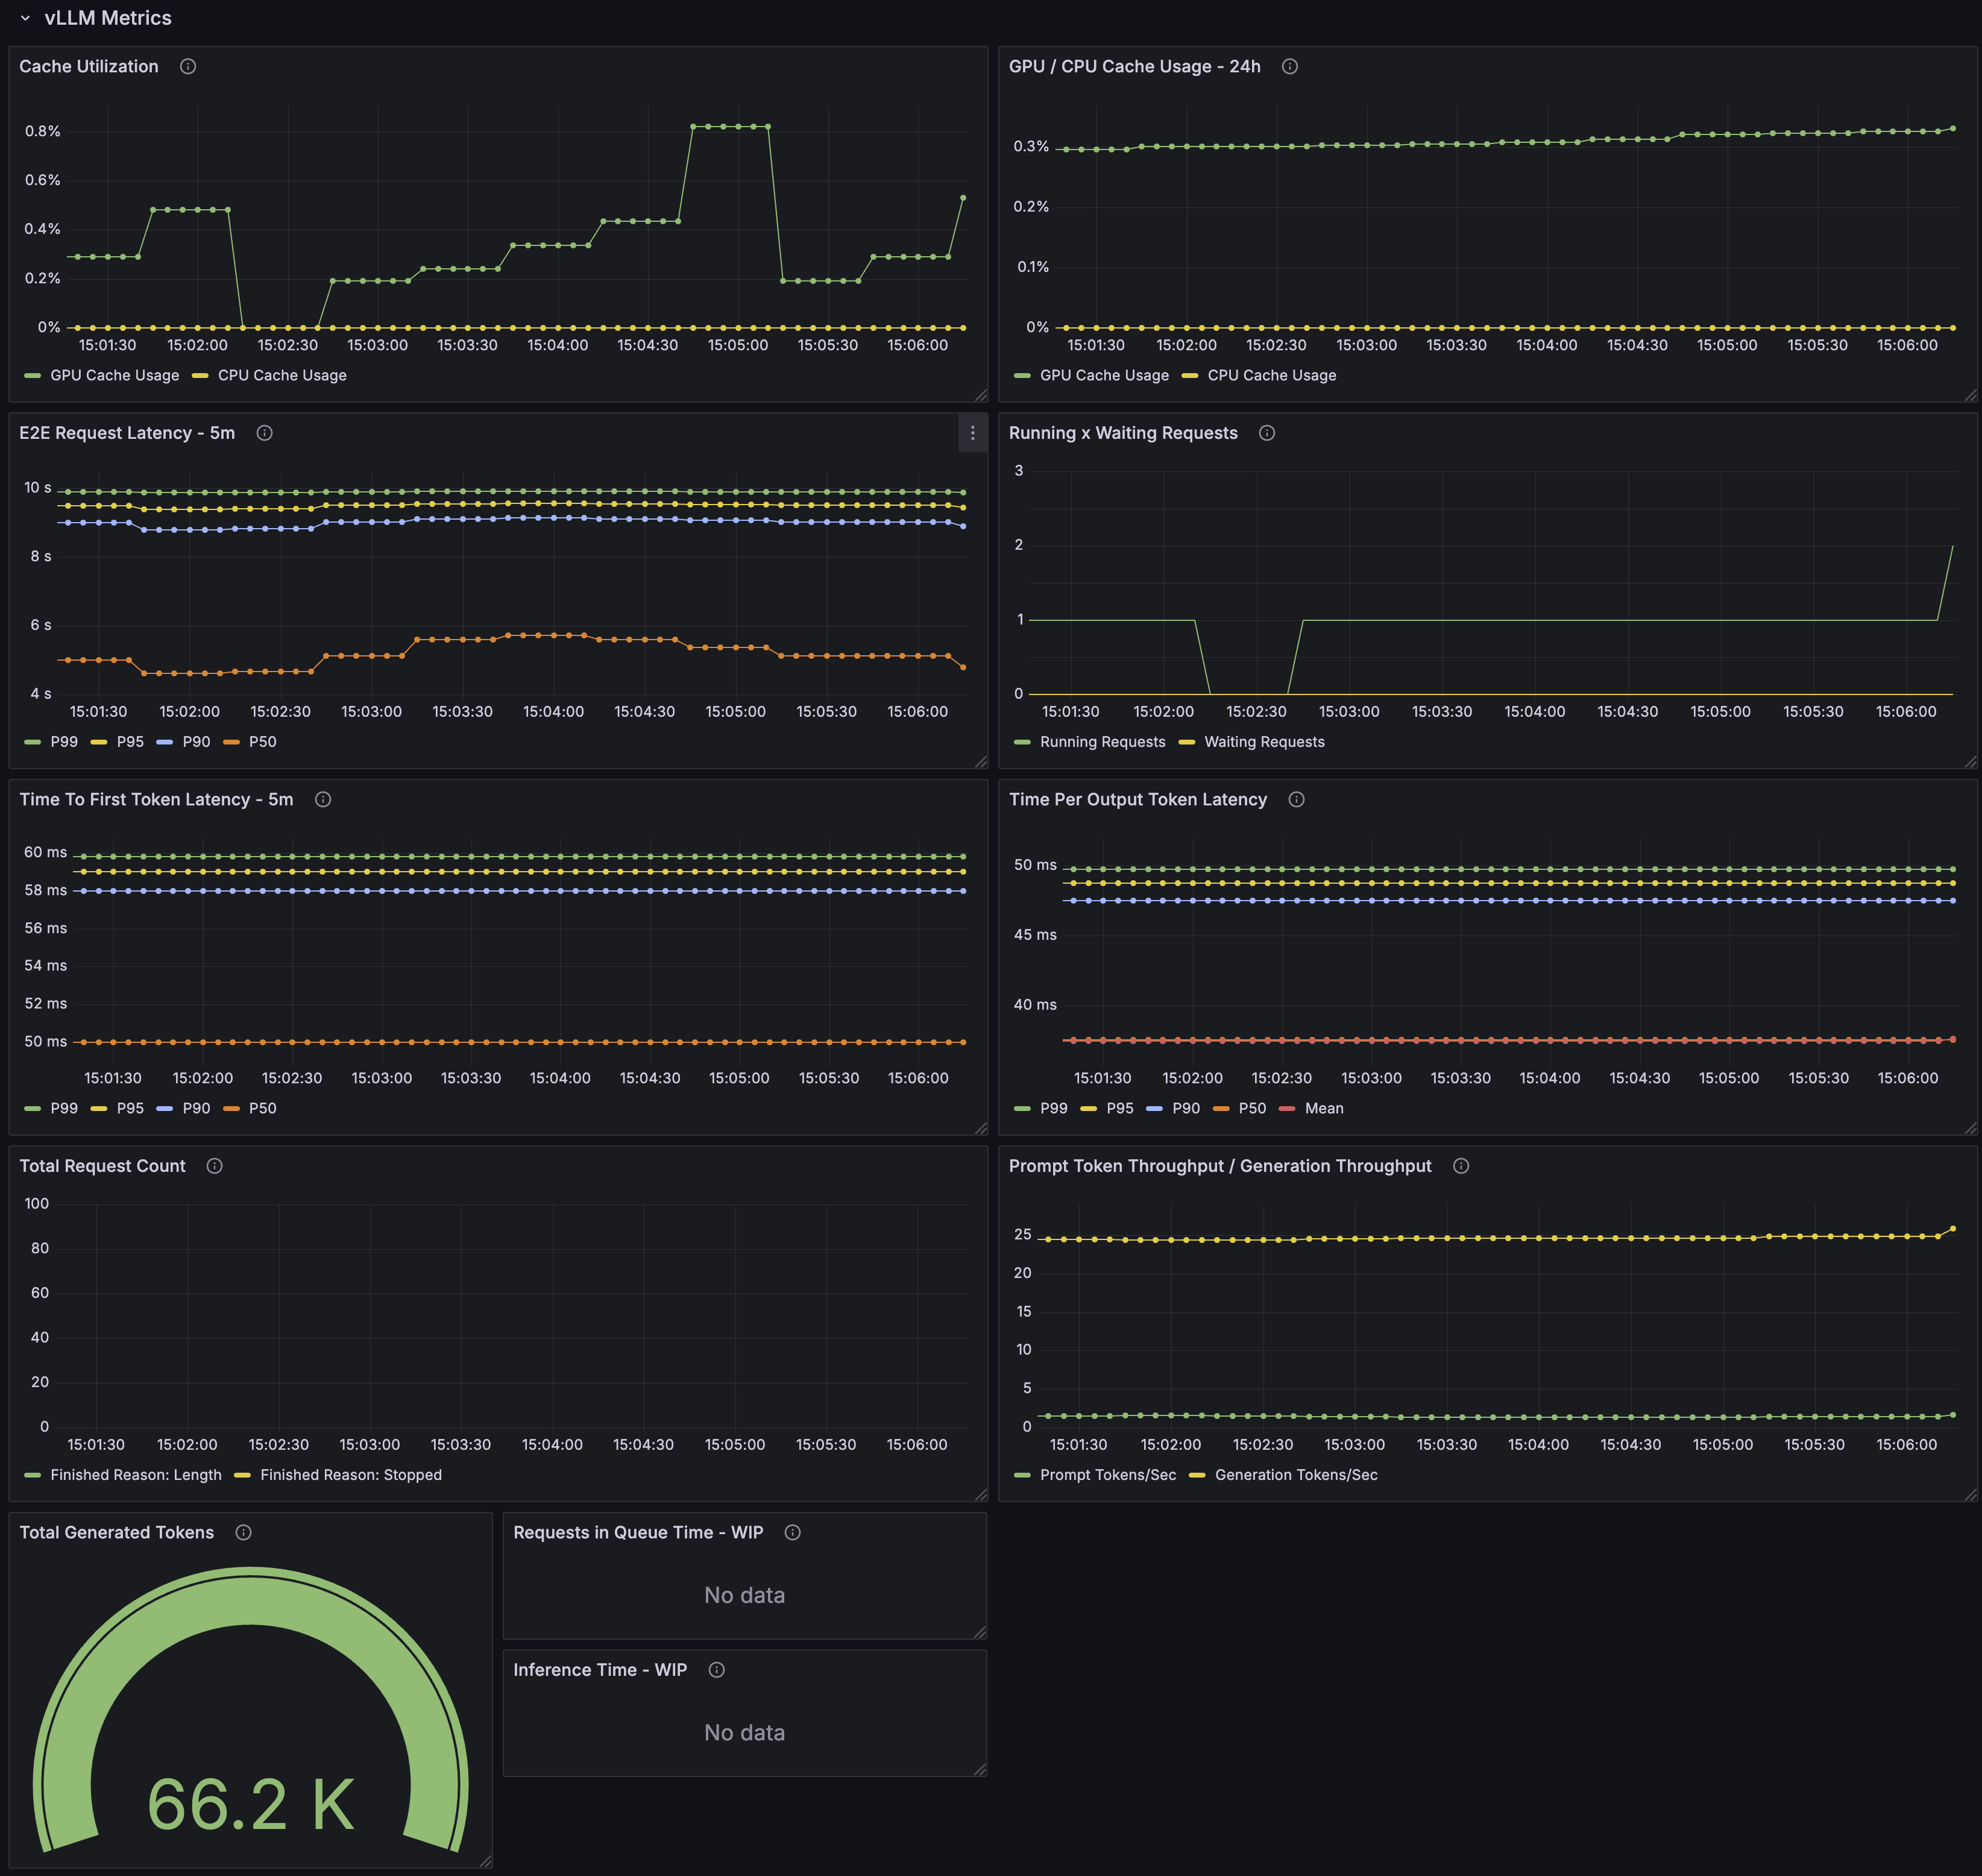 vLLM Metrics
Cache Utilization
0.8%
0.6%
0.4%
0.2%
0%
15:01:30 15:02:00 15:02:30 15:03:00 15:03:30 15:04:00 15:04:30 15:05:00 15:05:30 15:06:00
GPU Cache Usage CPU Cache Usage
GPU / CPU Cache Usage - 24h
0.3%
0.2%
0.1%
0%
15:01:30 15:02:00 15:02:30 15:03:00 15:03:30 15:04:00 15:04:30 15:05:00 15:05:30 15:06:00
GPU Cache Usage CPU Cache Usage
E2E Request Latency - 5m
10 s
8 s
6 s
4 s
15:01:30 15:02:00 15:02:30 15:03:00 15:03:30 15:04:00 15:04:30 15:05:00 15:05:30 15:06:00
P99 P95 P90 P50
Running x Waiting Requests
3
2
1
0
15:01:30 15:02:00 15:02:30 15:03:00 15:03:30 15:04:00 15:04:30 15:05:00 15:05:30 15:06:00
Running Requests Waiting Requests
Time To First Token Latency - 5m
60 ms
58 ms
56 ms
54 ms
52 ms
50 ms
15:01:30 15:02:00 15:02:30 15:03:00 15:03:30 15:04:00 15:04:30 15:05:00 15:05:30 15:06:00
P99 P95 P90 P50
Time Per Output Token Latency
50 ms
45 ms
40 ms
15:01:30 15:02:00 15:02:30 15:03:00 15:03:30 15:04:00 15:04:30 15:05:00 15:05:30 15:06:00
P99 P95 P90 P50 Mean
Total Request Count
100
80
60
40
20
0
15:01:30 15:02:00 15:02:30 15:03:00 15:03:30 15:04:00 15:04:30 15:05:00 15:05:30 15:06:00
Finished Reason: Length Finished Reason: Stopped
Prompt Token Throughput / Generation Throughput
25
20
15
10
5
0
15:01:30 15:02:00 15:02:30 15:03:00 15:03:30 15:04:00 15:04:30 15:05:00 15:05:30 15:06:00
Prompt Tokens/Sec Generation Tokens/Sec
Total Generated Tokens
66.2 K
Requests in Queue Time - WIP
No data
Inference Time - WIP
No data